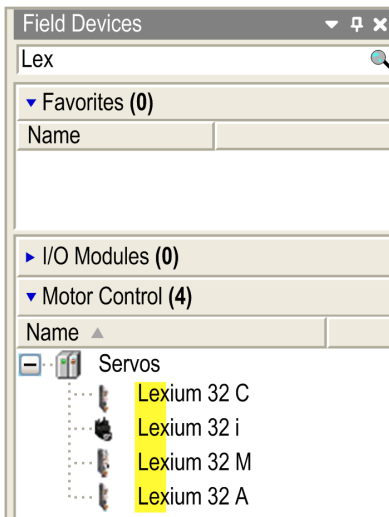 Field Devices
Lex
Favorites (0)
Name
I/O Modules (0)
Motor Control (4)
Name
Servos
Lexium 32 C
Lexium 32 i
Lexium 32 M
Lexium 32 A